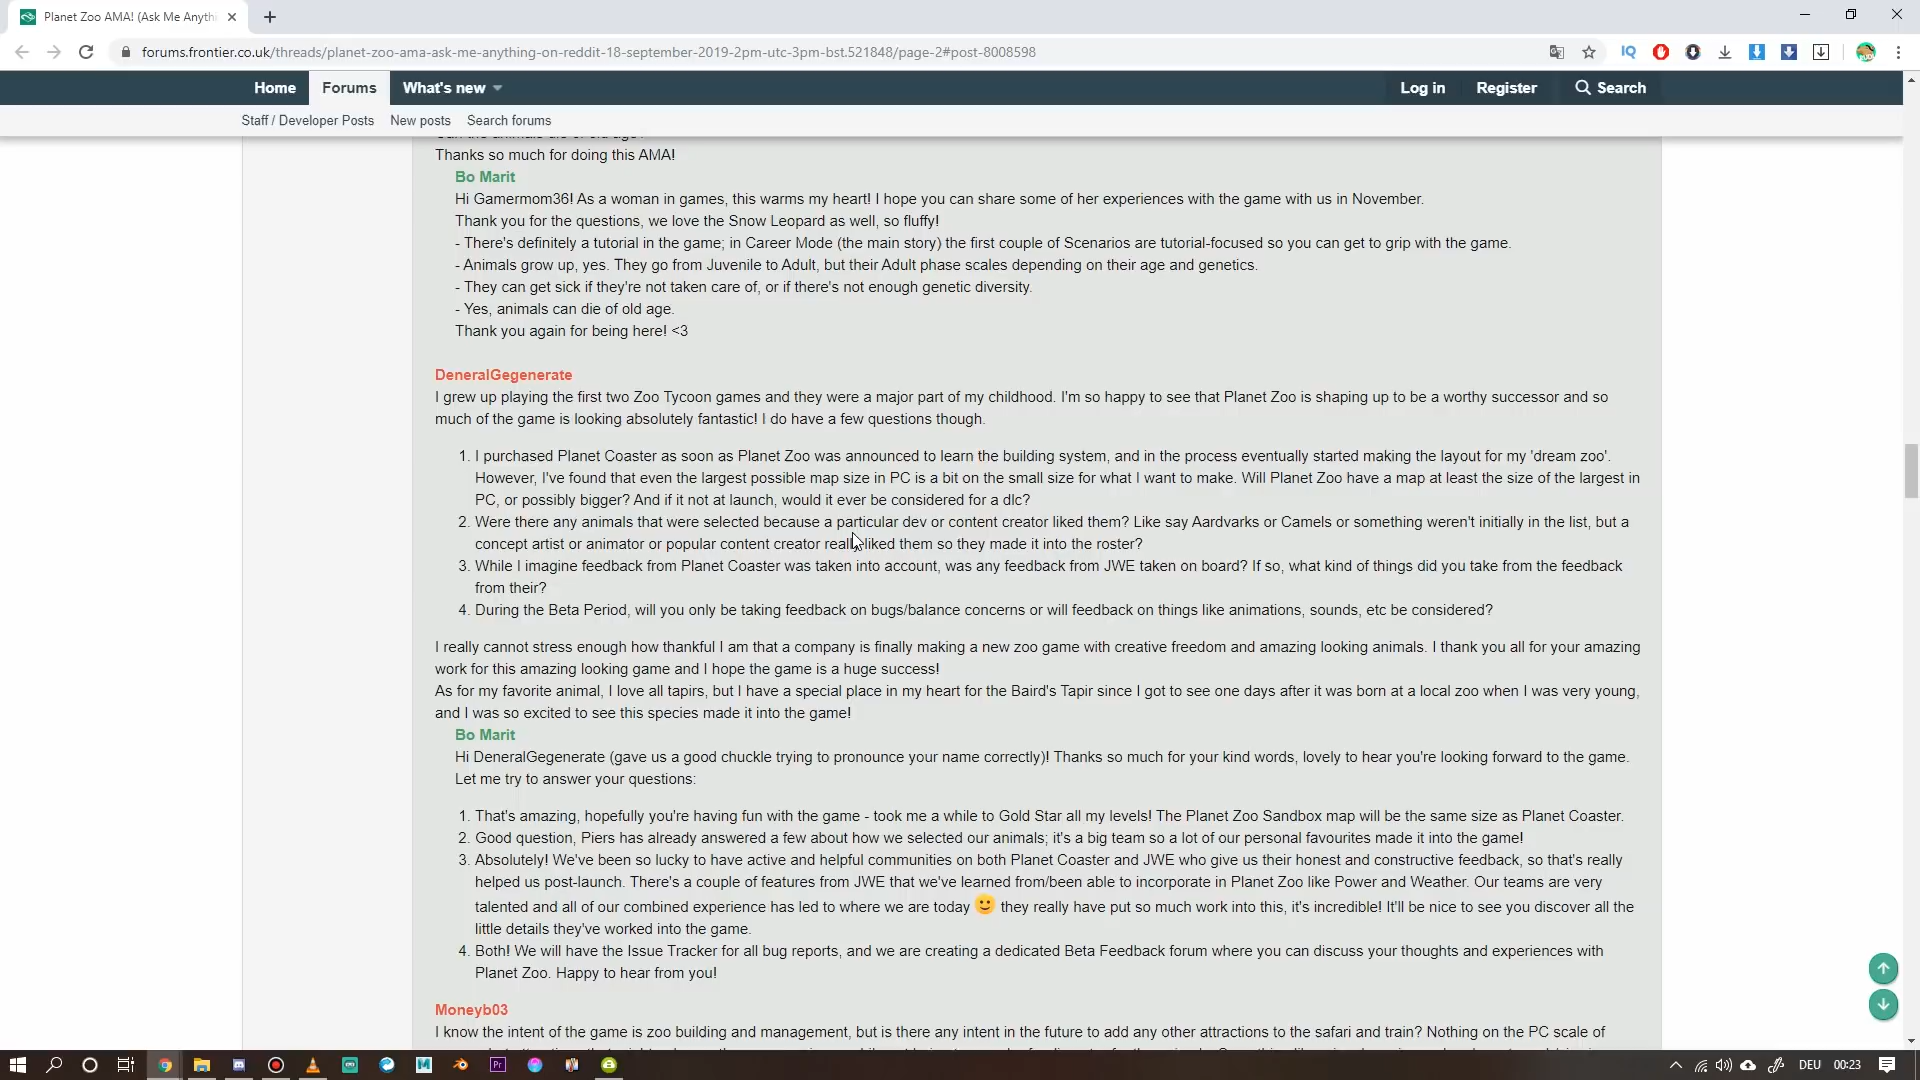 Planet Zoo AMA! (Ask Me Anythi
forums.frontier.co.uk/threads/planet-zoo-ama-ask-me-anything-on-reddit-18-september-2019-2pm-utc-3pm-bst.521848/page-2#post-8008598
Home Forums What's new Log in Register Search
Staff / Developer Posts New posts Search forums
Thanks so much for doing this AMA!
Bo Marit
Hi Gamermom36! As a woman in games, this warms my heart! I hope you can share some of her experiences with the game with us in November.
Thank you for the questions, we love the Snow Leopard as well, so fluffy!
- There's definitely a tutorial in the game; in Career Mode (the main story) the first couple of Scenarios are tutorial-focused so you can get to grip with the game.
- Animals grow up, yes. They go from Juvenile to Adult, but their Adult phase scales depending on their age and genetics.
- They can get sick if they're not taken care of, or if there's not enough genetic diversity.
- Yes, animals can die of old age.
Thank you again for being here! <3
DeneralGegenerate
I grew up playing the first two Zoo Tycoon games and they were a major part of my childhood. I'm so happy to see that Planet Zoo is shaping up to be a worthy successor and so
much of the game is looking absolutely fantastic! I do have a few questions though.
1. I purchased Planet Coaster as soon as Planet Zoo was announced to learn the building system, and in the process eventually started making the layout for my 'dream zoo'.
However, I've found that even the largest possible map size in PC is a bit on the small size for what I want to make. Will Planet Zoo have a map at least the size of the largest in
PC, or possibly bigger? And if it not at launch, would it ever be considered for a dlc?
2. Were there any animals that were selected because a particular dev or content creator liked them? Like say Aardvarks or Camels or something weren't initially in the list, but a
concept artist or animator or popular content creator really liked them so they made it into the roster?
3. While I imagine feedback from Planet Coaster was taken into account, was any feedback from JWE taken on board? If so, what kind of things did you take from the feedback
from their?
4. During the Beta Period, will you only be taking feedback on bugs/balance concerns or will feedback on things like animations, sounds, etc be considered?
I really cannot stress enough how thankful I am that a company is finally making a new zoo game with creative freedom and amazing looking animals. I thank you all for your amazing
work for this amazing looking game and I hope the game is a huge success!
As for my favorite animal, I love all tapirs, but I have a special place in my heart for the Baird's Tapir since I got to see one days after it was born at a local zoo when I was very young,
and I was so excited to see this species made it into the game!
Bo Marit
Hi DeneralGegenerate (gave us a good chuckle trying to pronounce your name correctly)! Thanks so much for your kind words, lovely to hear you're looking forward to the game.
Let me try to answer your questions:
1. That's amazing, hopefully you're having fun with the game - took me a while to Gold Star all my levels! The Planet Zoo Sandbox map will be the same size as Planet Coaster.
2. Good question, Piers has already answered a few about how we selected our animals; it's a big team so a lot of our personal favourites made it into the game!
3. Absolutely! We've been so lucky to have active and helpful communities on both Planet Coaster and JWE who give us their honest and constructive feedback, so that's really
helped us post-launch. There's a couple of features from JWE that we've learned from/been able to incorporate in Planet Zoo like Power and Weather. Our teams are very
talented and all of our combined experience has led to where we are today 🙂 they really have put so much work into this, it's incredible! It'll be nice to see you discover all the
little details they've worked into the game.
4. Both! We will have the Issue Tracker for all bug reports, and we are creating a dedicated Beta Feedback forum where you can discuss your thoughts and experiences with
Planet Zoo. Happy to hear from you!
Moneyb03
I know the intent of the game is zoo building and management, but is there any intent in the future to add any other attractions to the safari and train? Nothing on the PC scale of
DEU 00:23